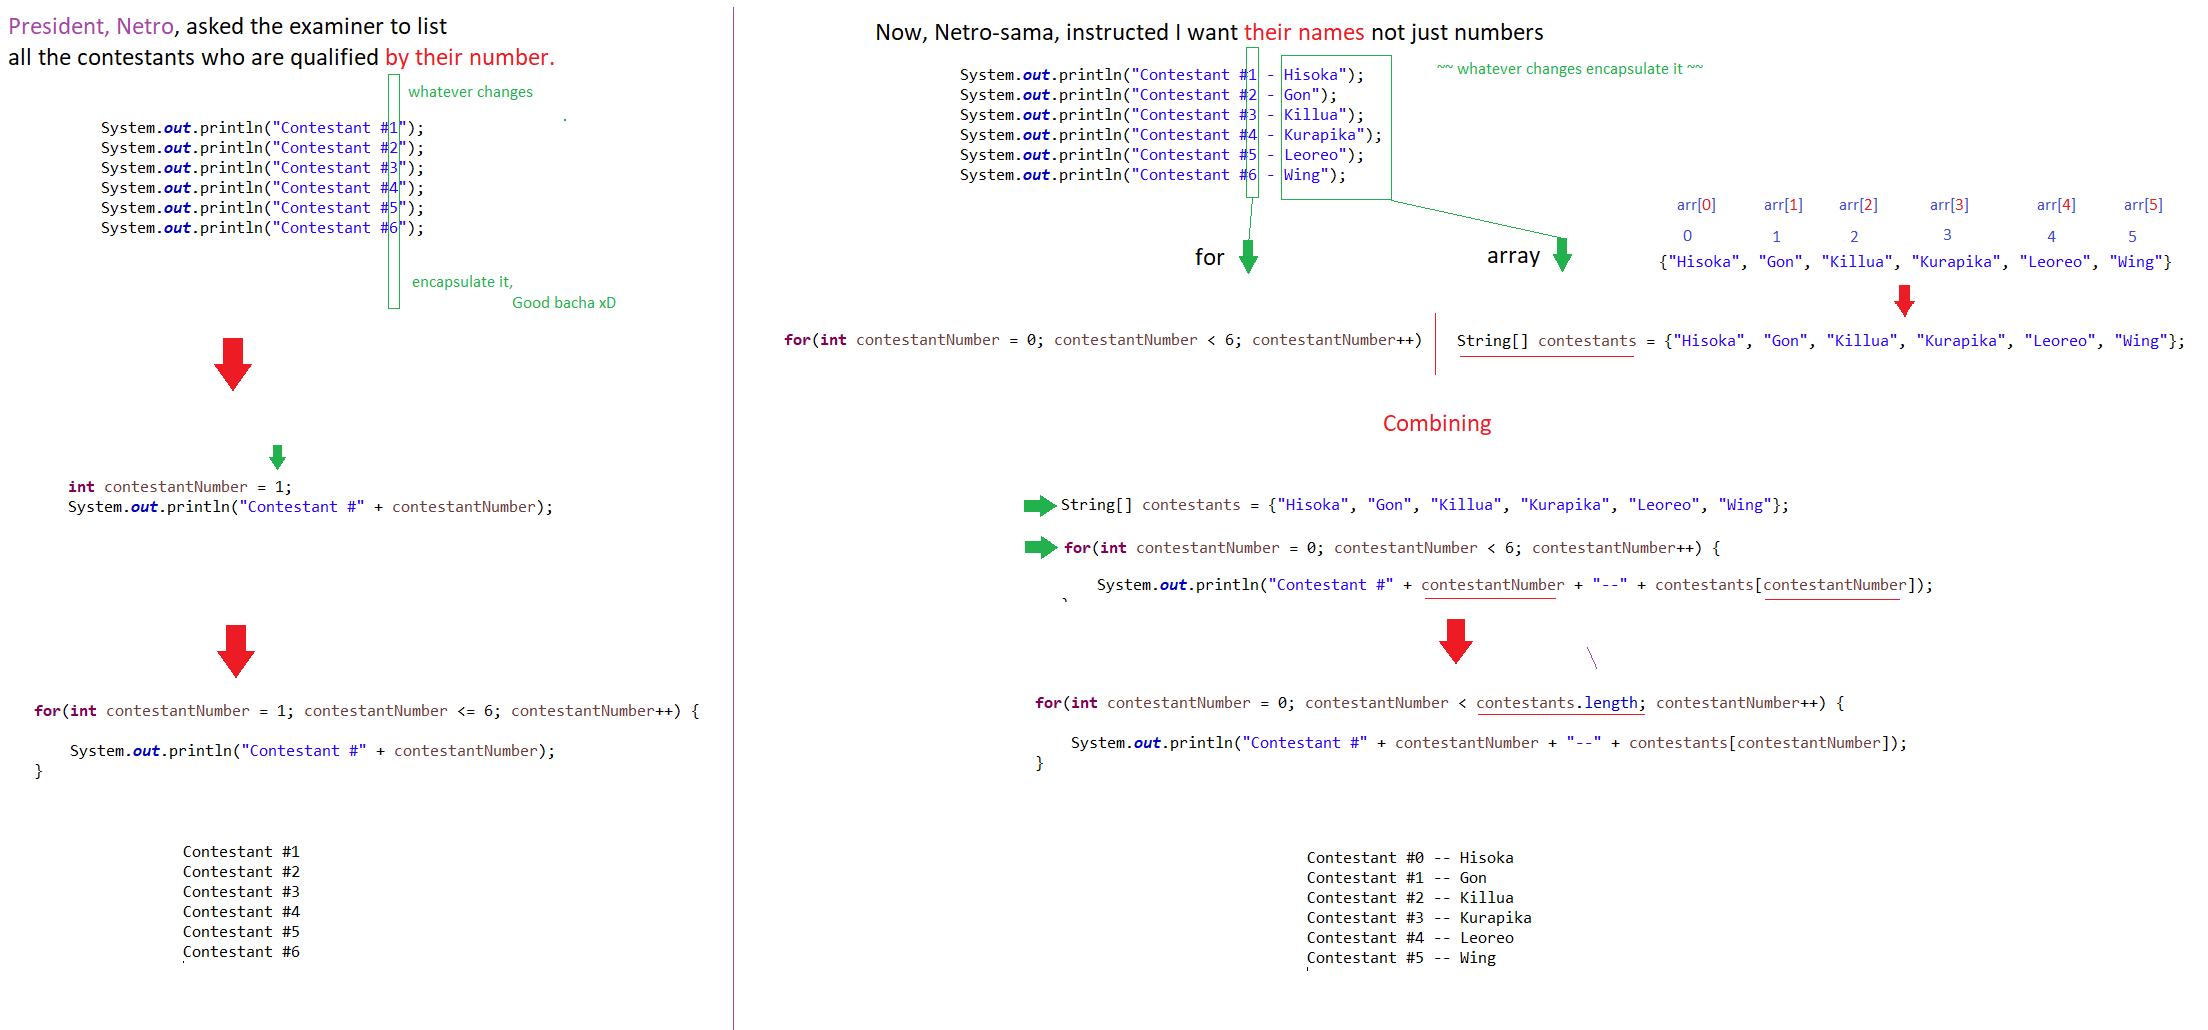 President, Netro, asked the examiner to list
all the contestants who are qualified by their number.
whatever changes
System.out.println("Contestant #1");
System.out.println("Contestant #2");
System.out.println("Contestant #3");
System.out.println("Contestant #4");
System.out.println("Contestant #5");
System.out.println("Contestant #6");
encapsulate it,
Good bacha xD
int contestantNumber = 1;
System.out.println("Contestant #" + contestantNumber);
for(int contestantNumber = 1; contestantNumber <= 6; contestantNumber++) {
System.out.println("Contestant #" + contestantNumber);
}
Contestant #1
Contestant #2
Contestant #3
Contestant #4
Contestant #5
Contestant #6
Now, Netro-sama, instructed I want their names not just numbers
~~ whatever changes encapsulate it ~~
System.out.println("Contestant #1 - Hisoka");
System.out.println("Contestant #2 - Gon");
System.out.println("Contestant #3 - Killua");
System.out.println("Contestant #4 - Kurapika");
System.out.println("Contestant #5 - Leoreo");
System.out.println("Contestant #6 - Wing");
for
array
arr[0] arr[1] arr[2] arr[3] arr[4] arr[5]
0 1 2 3 4 5
{"Hisoka", "Gon", "Killua", "Kurapika", "Leoreo", "Wing"}
for(int contestantNumber = 0; contestantNumber < 6; contestantNumber++)
String[] contestants = {"Hisoka", "Gon", "Killua", "Kurapika", "Leoreo", "Wing"};
Combining
String[] contestants = {"Hisoka", "Gon", "Killua", "Kurapika", "Leoreo", "Wing"};
for(int contestantNumber = 0; contestantNumber < 6; contestantNumber++) {
System.out.println("Contestant #" + contestantNumber + "--" + contestants[contestantNumber]);
}
for(int contestantNumber = 0; contestantNumber < contestants.length; contestantNumber++) {
System.out.println("Contestant #" + contestantNumber + "--" + contestants[contestantNumber]);
}
Contestant #0 -- Hisoka
Contestant #1 -- Gon
Contestant #2 -- Killua
Contestant #3 -- Kurapika
Contestant #4 -- Leoreo
Contestant #5 -- Wing